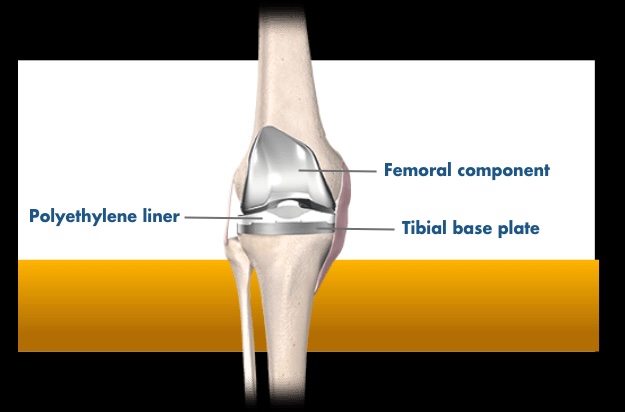 Femoral component
Polyethylene liner
Tibial base plate